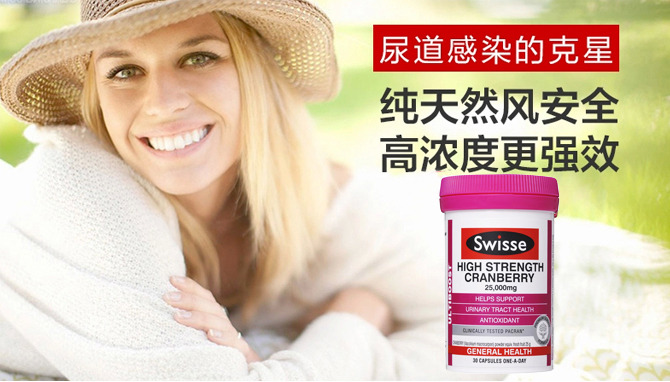 尿道感染的克星
纯天然风安全
高浓度更强效
Swisse
ULTIBOOST
HIGH STRENGTH
CRANBERRY
25,000mg
HELPS SUPPORT
URINARY TRACT HEALTH
ANTIOXIDANT
CLINICALLY TESTED PACRAN*
GENERAL HEALTH
30 CAPSULES ONE-A-DAY